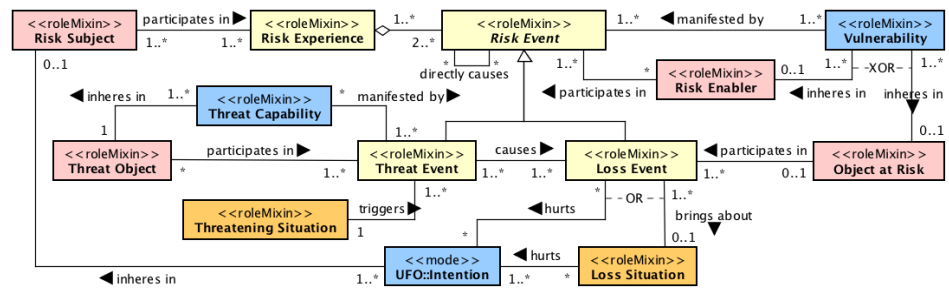 <<roleMixin>>
Risk Subject
participates in ▶
1..*
1..*
<<roleMixin>>
Risk Experience
1..*
2..*
<<roleMixin>>
Risk Event
1..*
◀ manifested by
1..*
<<roleMixin>>
Vulnerability
0..1
*
*
directly causes
1..*
*
<<roleMixin>>
Risk Enabler
0..1
1..*
XOR
1..*
◀ inheres in
1..*
<<roleMixin>>
Threat Capability
*
manifested by ▶
◀ participates in
◀ inheres in
inheres in
▼
1
1..*
0..1
<<roleMixin>>
Threat Object
participates in ▶
*
1..*
<<roleMixin>>
Threat Event
causes ▶
1..*
1..*
<<roleMixin>>
Loss Event
◀ participates in
1..*
0..1
<<roleMixin>>
Object at Risk
1..*
*
OR
1..*
<<roleMixin>>
Threatening Situation
triggers ▶
1
◀ hurts
*
brings about
▼
0..1
<<mode>>
UFO::Intention
◀ hurts
1..*
*
<<roleMixin>>
Loss Situation
◀ inheres in
1..*